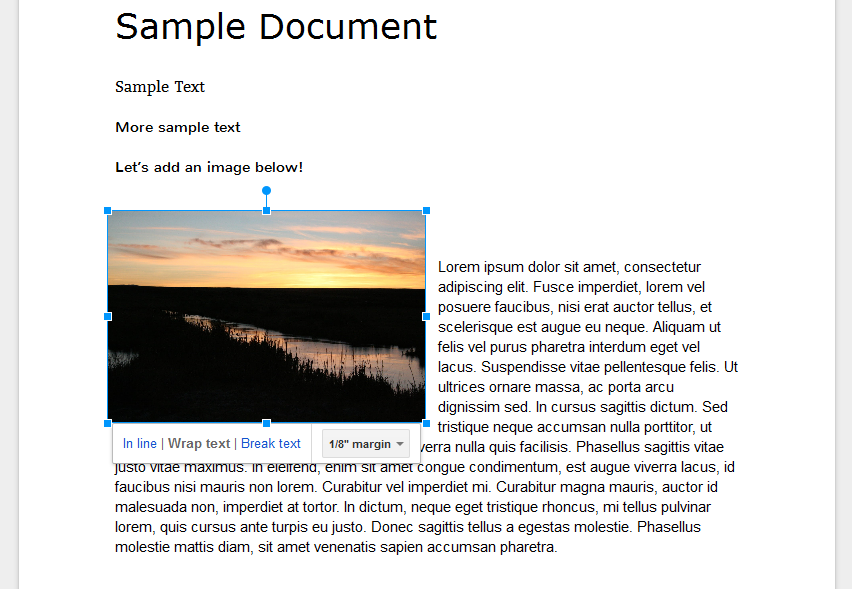 Sample Document
Sample Text
More sample text
Let's add an image below!
Lorem ipsum dolor sit amet, consectetur
adipiscing elit. Fusce imperdiet, lorem vel
posuere faucibus, nisi erat auctor tellus, et
scelerisque est augue eu neque. Aliquam ut
felis vel purus pharetra interdum eget vel
lacus. Suspendisse vitae pellentesque felis. Ut
ultrices ornare massa, ac porta arcu
dignissim sed. In cursus sagittis dictum. Sed
tristique neque accumsan nulla porttitor, ut
In line | Wrap text | Break text 1/8" margin
verra nulla quis facilisis. Phasellus sagittis vitae
justo vitae maximus. In eleifend, enim sit amet congue condimentum, est augue viverra lacus, id
faucibus nisi mauris non lorem. Curabitur vel imperdiet mi. Curabitur magna mauris, auctor id
malesuada non, imperdiet at tortor. In dictum, neque eget tristique rhoncus, mi tellus pulvinar
lorem, quis cursus ante turpis eu justo. Donec sagittis tellus a egestas molestie. Phasellus
molestie mattis diam, sit amet venenatis sapien accumsan pharetra.